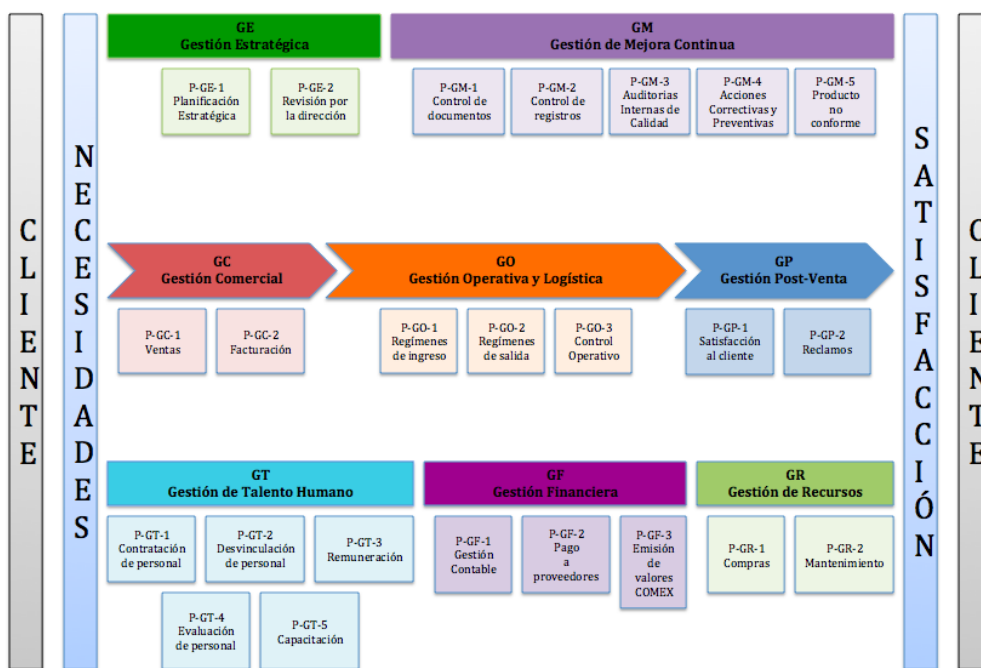 CLIENTE
NECESIDADES
GE
Gestión Estratégica
P-GE-1
Planificación
Estratégica
P-GE-2
Revisión por
la dirección
GM
Gestión de Mejora Continua
P-GM-1
Control de
documentos
P-GM-2
Control de
registros
P-GM-3
Auditorias
Internas de
Calidad
P-GM-4
Acciones
Correctivas y
Preventivas
P-GM-5
Producto
no
conforme
GC
Gestión Comercial
P-GC-1
Ventas
P-GC-2
Facturación
GO
Gestión Operativa y Logística
P-GO-1
Regímenes
de ingreso
P-GO-2
Regímenes
de salida
P-GO-3
Control
Operativo
GP
Gestión Post-Venta
P-GP-1
Satisfacción
al cliente
P-GP-2
Reclamos
GT
Gestión de Talento Humano
P-GT-1
Contratación
de personal
P-GT-2
Desvinculación
de personal
P-GT-3
Remuneración
P-GT-4
Evaluación
de personal
P-GT-5
Capacitación
GF
Gestión Financiera
P-GF-1
Gestión
Contable
P-GF-2
Pago
a
proveedores
P-GF-3
Emisión
de
valores
COMEX
GR
Gestión de Recursos
P-GR-1
Compras
P-GR-2
Mantenimiento
SATISFACCIÓN
CLIENTE